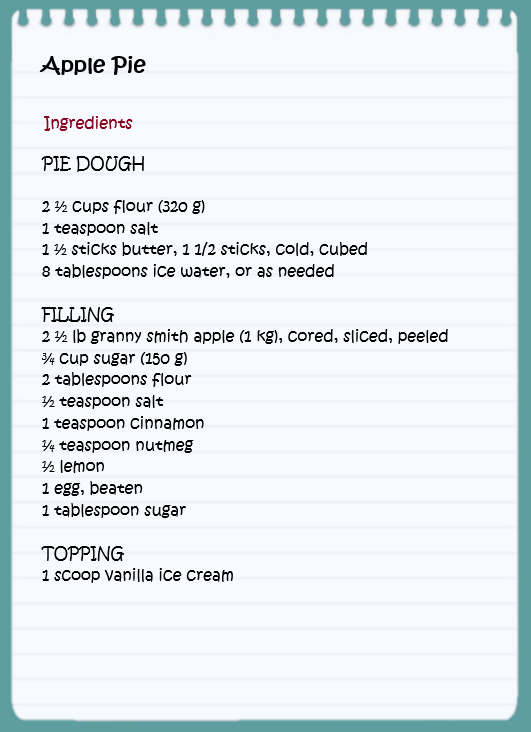 Apple Pie
Ingredients
PIE DOUGH
2 ½ cups flour (320 g)
1 teaspoon salt
1 ½ sticks butter, 1 1/2 sticks, cold, cubed
8 tablespoons ice water, or as needed
FILLING
2 ½ lb granny smith apple (1 kg), cored, sliced, peeled
¾ cup sugar (150 g)
2 tablespoons flour
½ teaspoon salt
1 teaspoon cinnamon
¼ teaspoon nutmeg
½ lemon
1 egg, beaten
1 tablespoon sugar
TOPPING
1 scoop vanilla ice cream